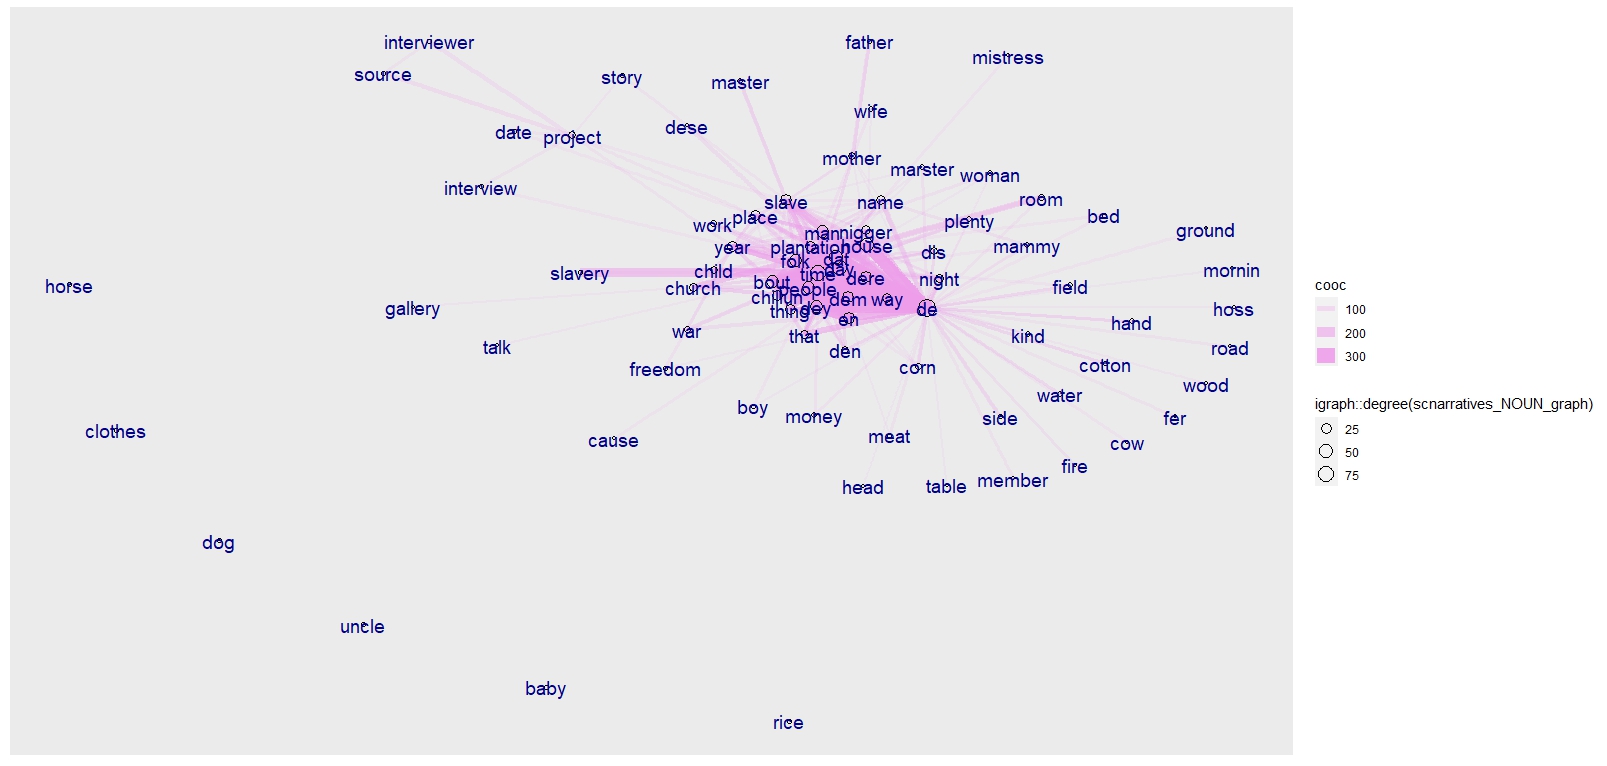 interviewer
father
mistress
source
story
master
wife
dese
date
project
mother
marster
woman
interview
slave
name
room
place
work
plenty
bed
ground
man
nigger
year
plantation
house
mammy
dis
folk
dat
day
slavery
child
time
dere
night
mornin
church
bout
people
field
horse
chillun
dem
way
gallery
thing
dey
de
hoss
en
hand
war
that
kind
talk
den
road
freedom
corn
cotton
wood
water
boy
money
side
fer
clothes
cause
meat
cow
fire
head
table
member
dog
uncle
baby
rice
cooc
100
200
300
igraph::degree(scnarratives_NOUN_graph)
25
50
75